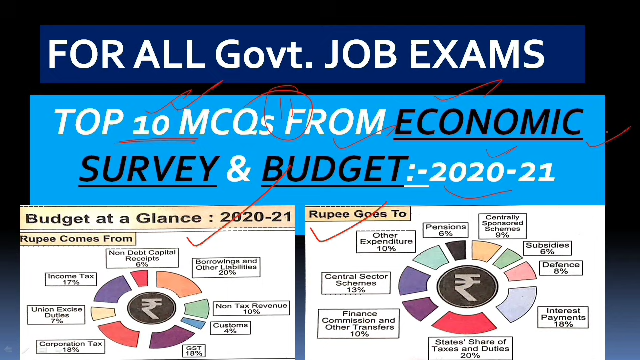 FOR ALL Govt. JOB EXAMS
TOP 10 MCQs FROM ECONOMIC
SURVEY & BUDGET:-2020-21
Budget at a Glance : 2020-21
Rupee Comes From
Non Debt Capital
Receipts
6%
Borrowings
and Other Liabilities
20%
Income Tax
17%
Non Tax Revenue
10%
Union Excise
Duties
7%
Customs
4%
Corporation Tax
18%
GST
18%
Rupee Goes To
Pensions
6%
Centrally
Sponsored
Schemes
9%
Other
Expenditure
10%
Subsidies
6%
Defence
8%
Central Sector
Schemes
13%
Interest
Payments
18%
Finance
Commission and
Other Transfers
10%
States' Share of
Taxes and Duties
20%